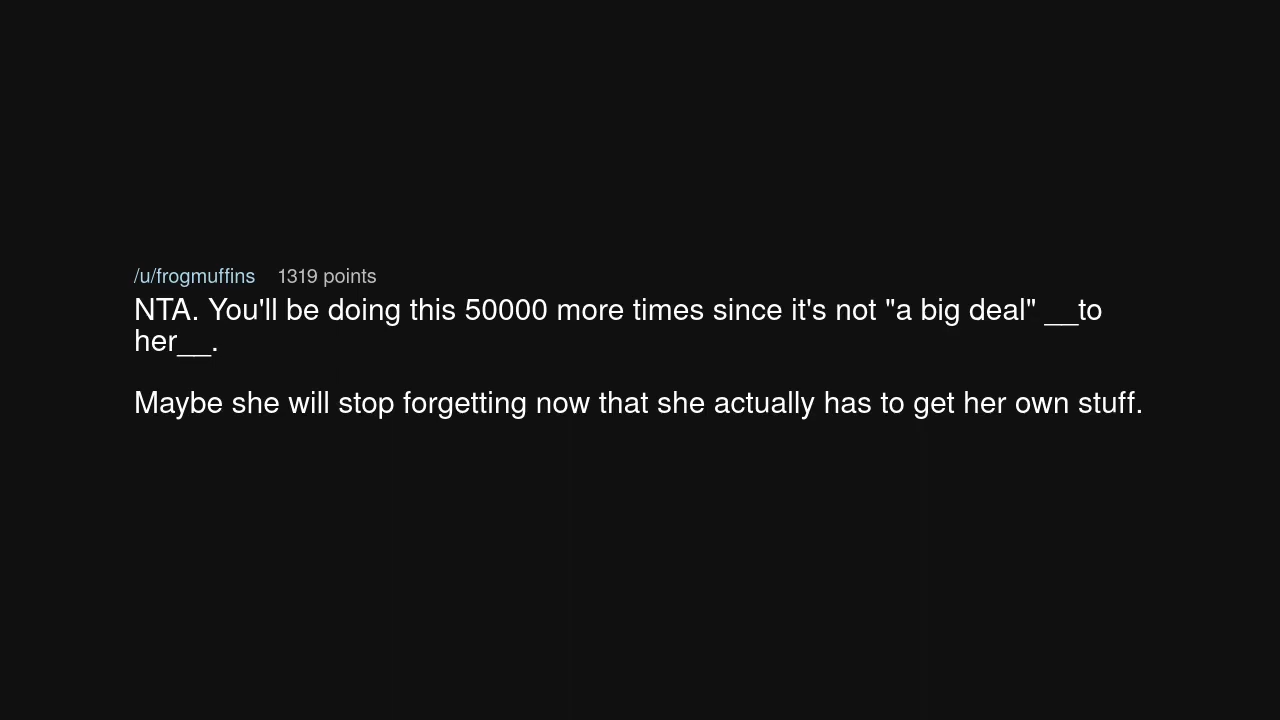 /u/frogmuffins 1319 points
NTA. You'll be doing this 50000 more times since it's not "a big deal" __to
her__.
Maybe she will stop forgetting now that she actually has to get her own stuff.